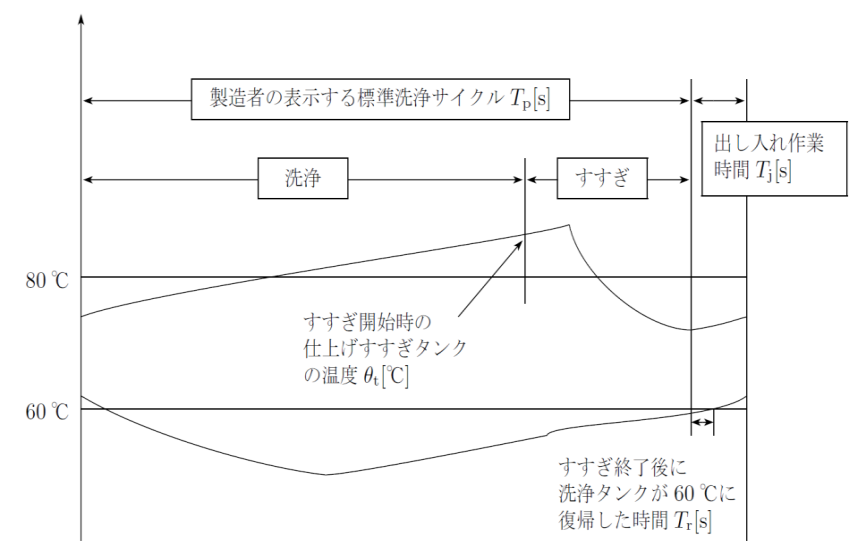 製造者の表示する標準洗浄サイクル Tp[s]
出し入れ作業
時間 Tj[s]
洗浄
すすぎ
80 ℃
すすぎ開始時の
仕上げすすぎタンク
の温度 θt[℃]
60 ℃
すすぎ終了後に
洗浄タンクが 60 ℃に
復帰した時間 Tr[s]